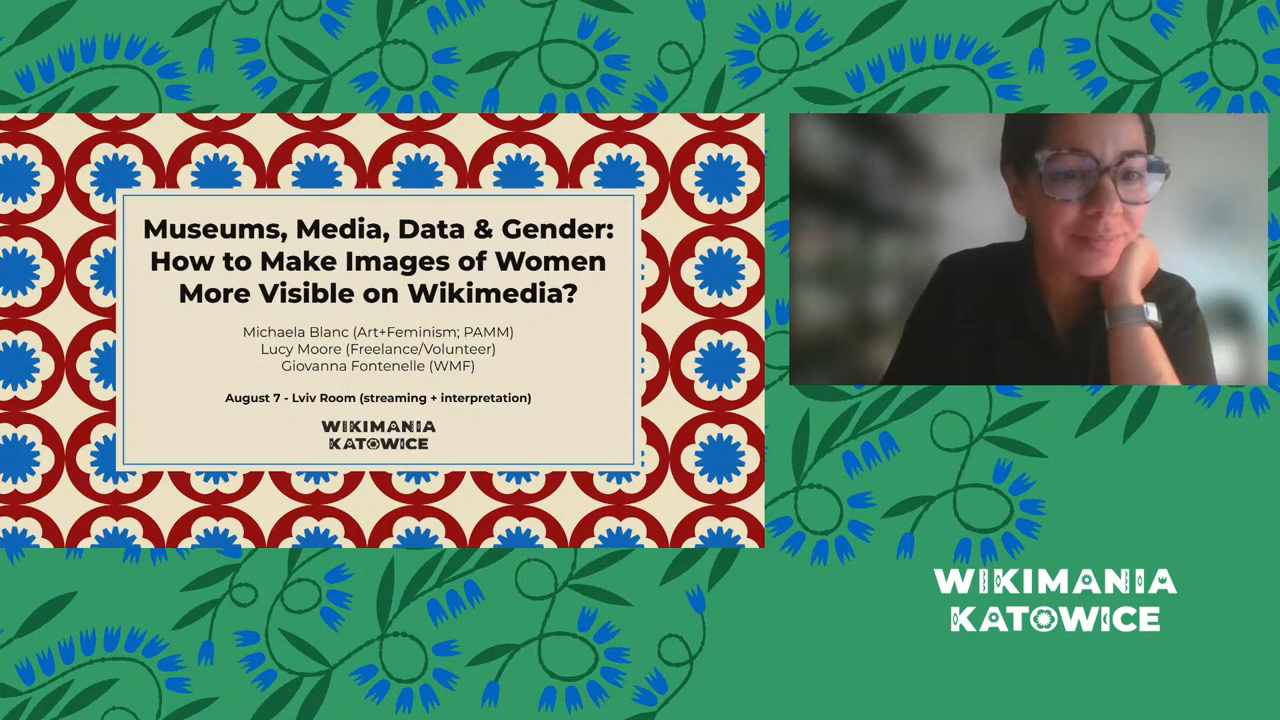 Museums, Media, Data & Gender:
How to Make Images of Women
More Visible on Wikimedia?
Michaela Blanc (Art+Feminism; PAMM)
Lucy Moore (Freelance/Volunteer)
Giovanna Fontenelle (WMF)
August 7 - Lviv Room (streaming + interpretation)
WIKIMANIA
KATOWICE
WIKIMANIA
KATOWICE